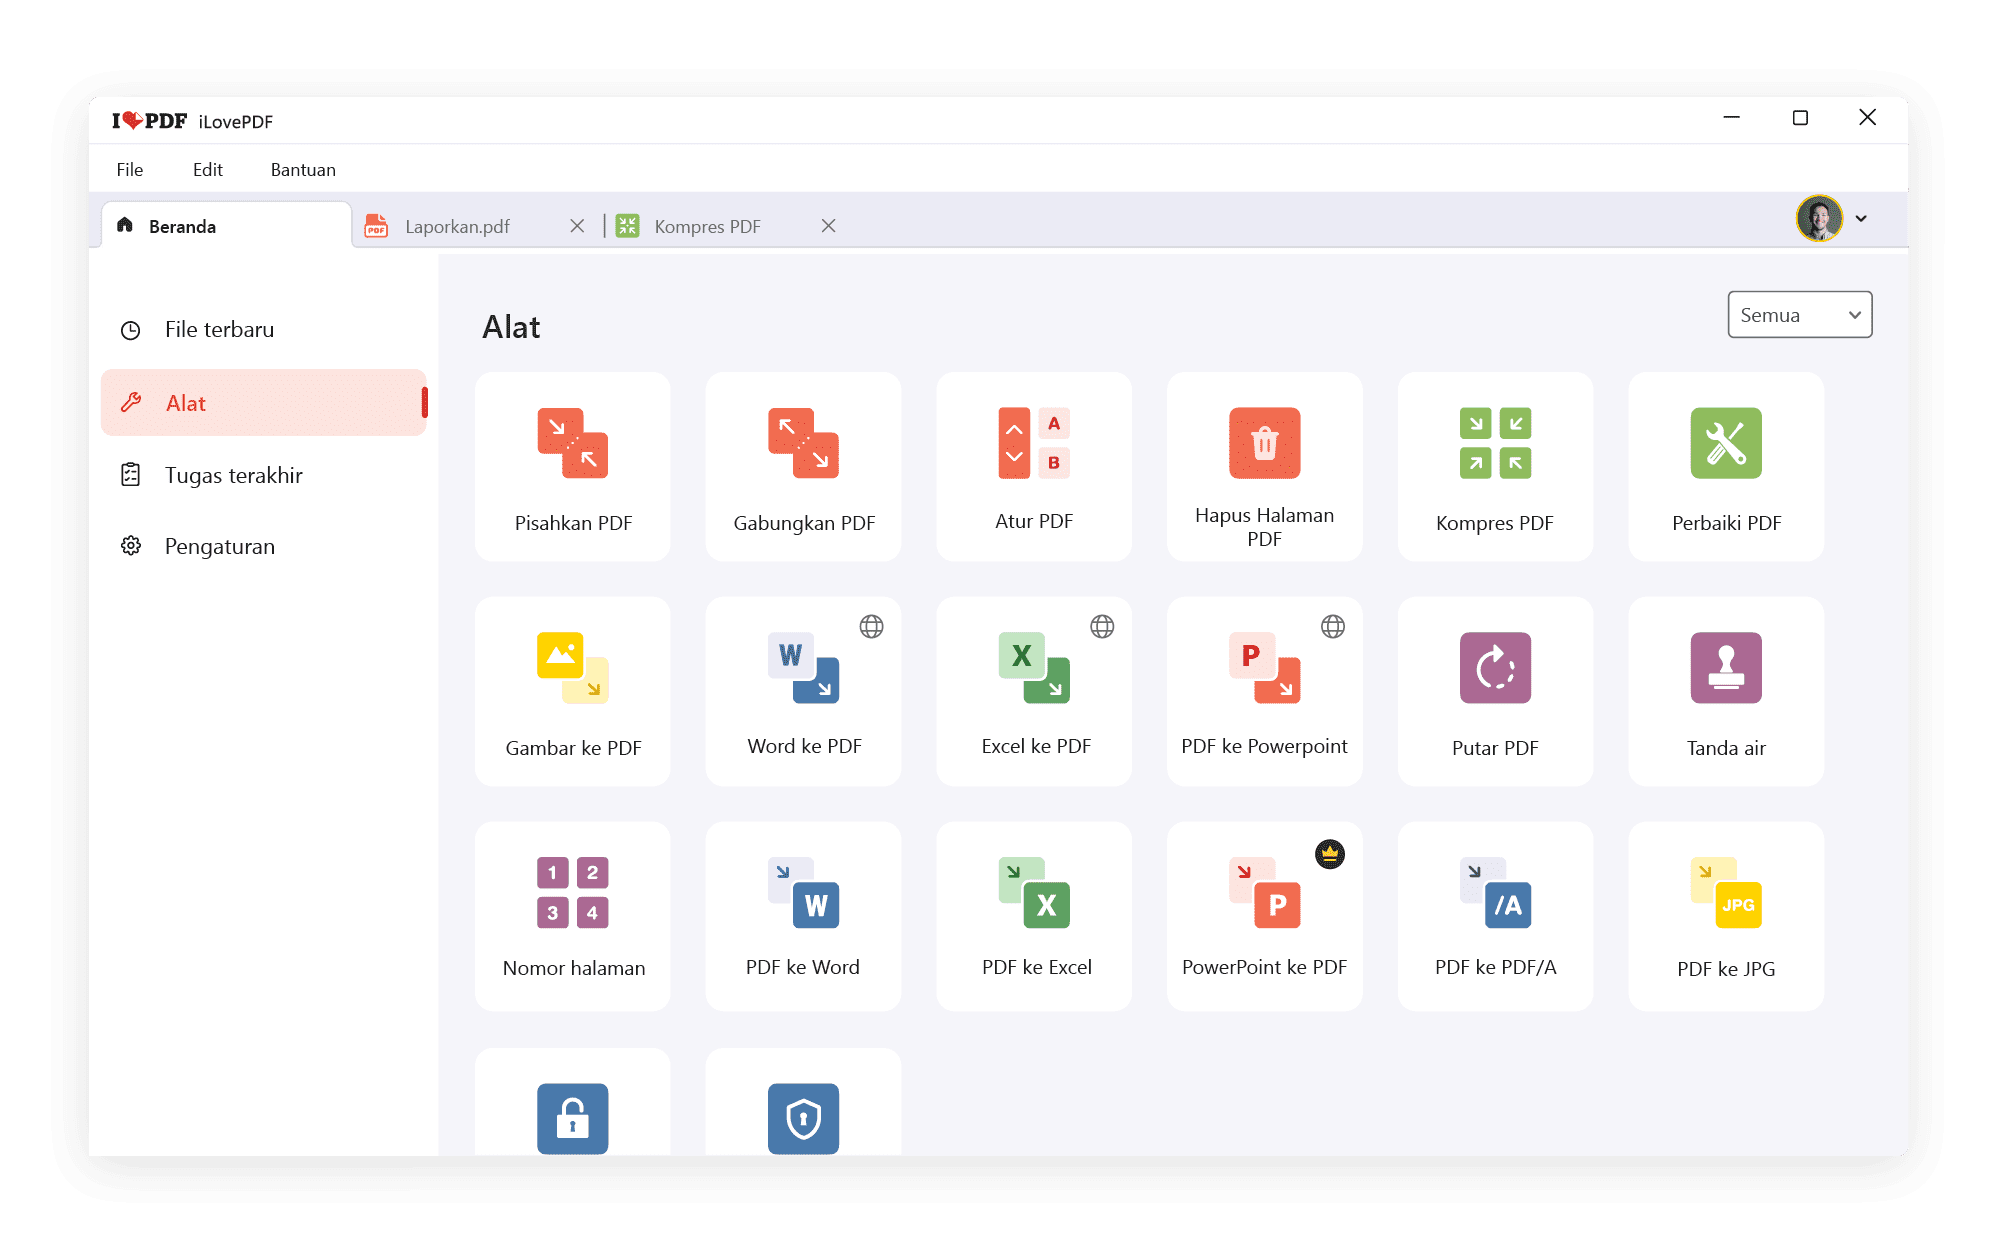 I PDF iLovePDF
File Edit Bantuan
Beranda PDF Laporkan.pdf Kompres PDF
File terbaru
Alat
Tugas terakhir
Pengaturan
Alat
Semua
A
B
Pisahkan PDF
Gabungkan PDF
Atur PDF
Hapus Halaman
PDF
Kompres PDF
Perbaiki PDF
W
X
P
Gambar ke PDF
Word ke PDF
Excel ke PDF
PDF ke Powerpoint
Putar PDF
Tanda air
1 2
3 4
W
X
P
/A
JPG
Nomor halaman
PDF ke Word
PDF ke Excel
PowerPoint ke PDF
PDF ke PDF/A
PDF ke JPG